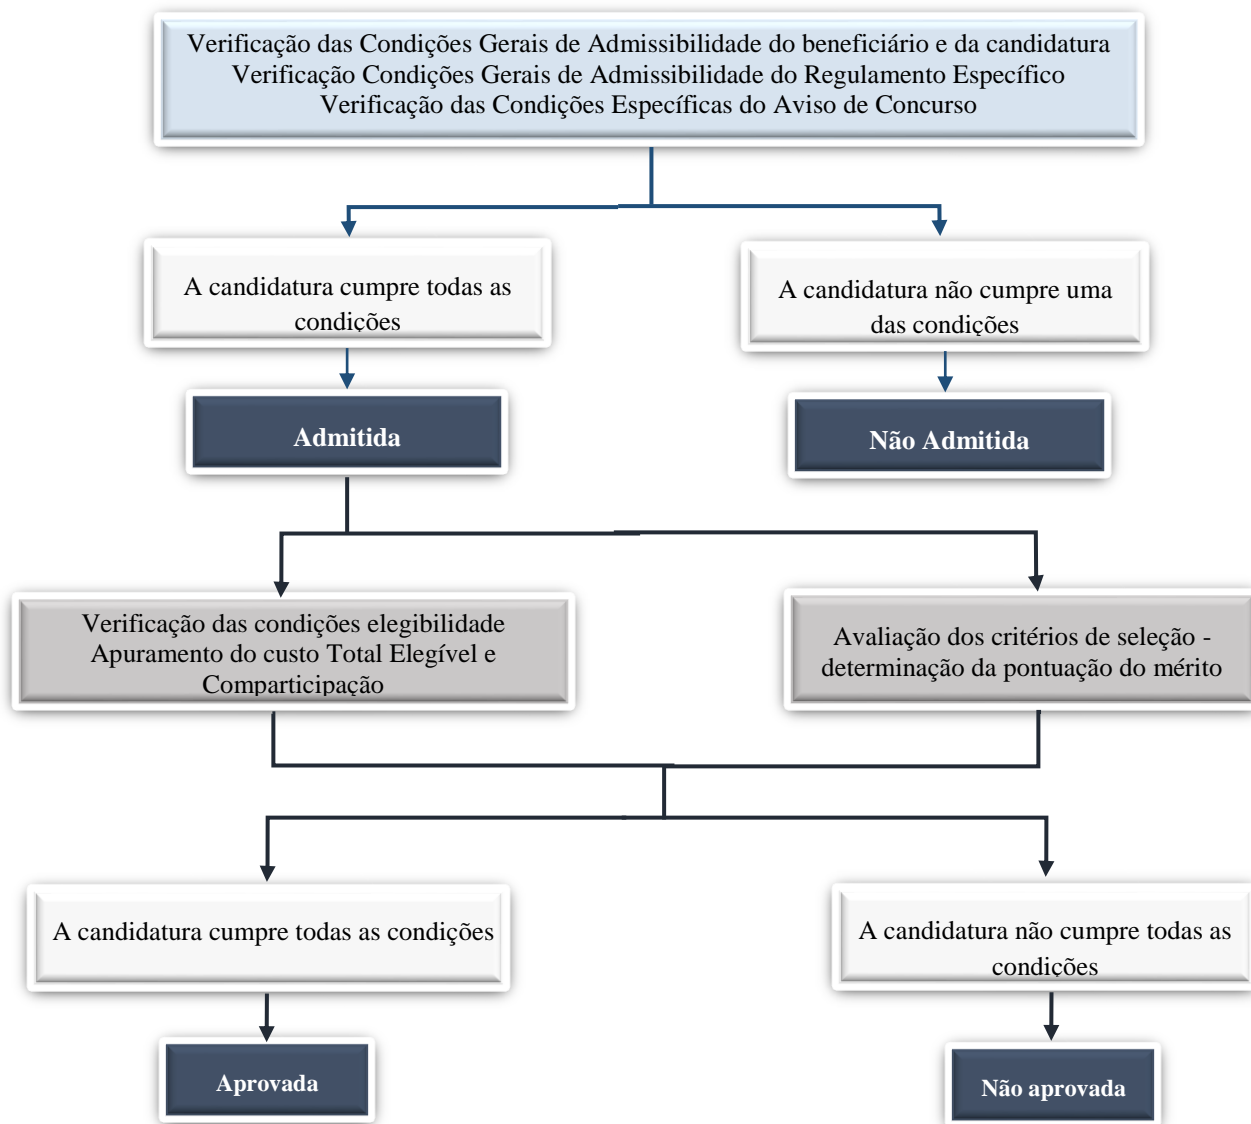 Verificação das Condições Gerais de Admissibilidade do beneficiário e da candidatura
Verificação Condições Gerais de Admissibilidade do Regulamento Específico
Verificação das Condições Específicas do Aviso de Concurso
A candidatura cumpre todas as
condições
A candidatura não cumpre uma
das condições
Admitida
Não Admitida
Verificação das condições elegibilidade
Apuramento do custo Total Elegível e
Comparticipação
Avaliação dos critérios de seleção -
determinação da pontuação do mérito
A candidatura cumpre todas as condições
A candidatura não cumpre todas as
condições
Aprovada
Não aprovada